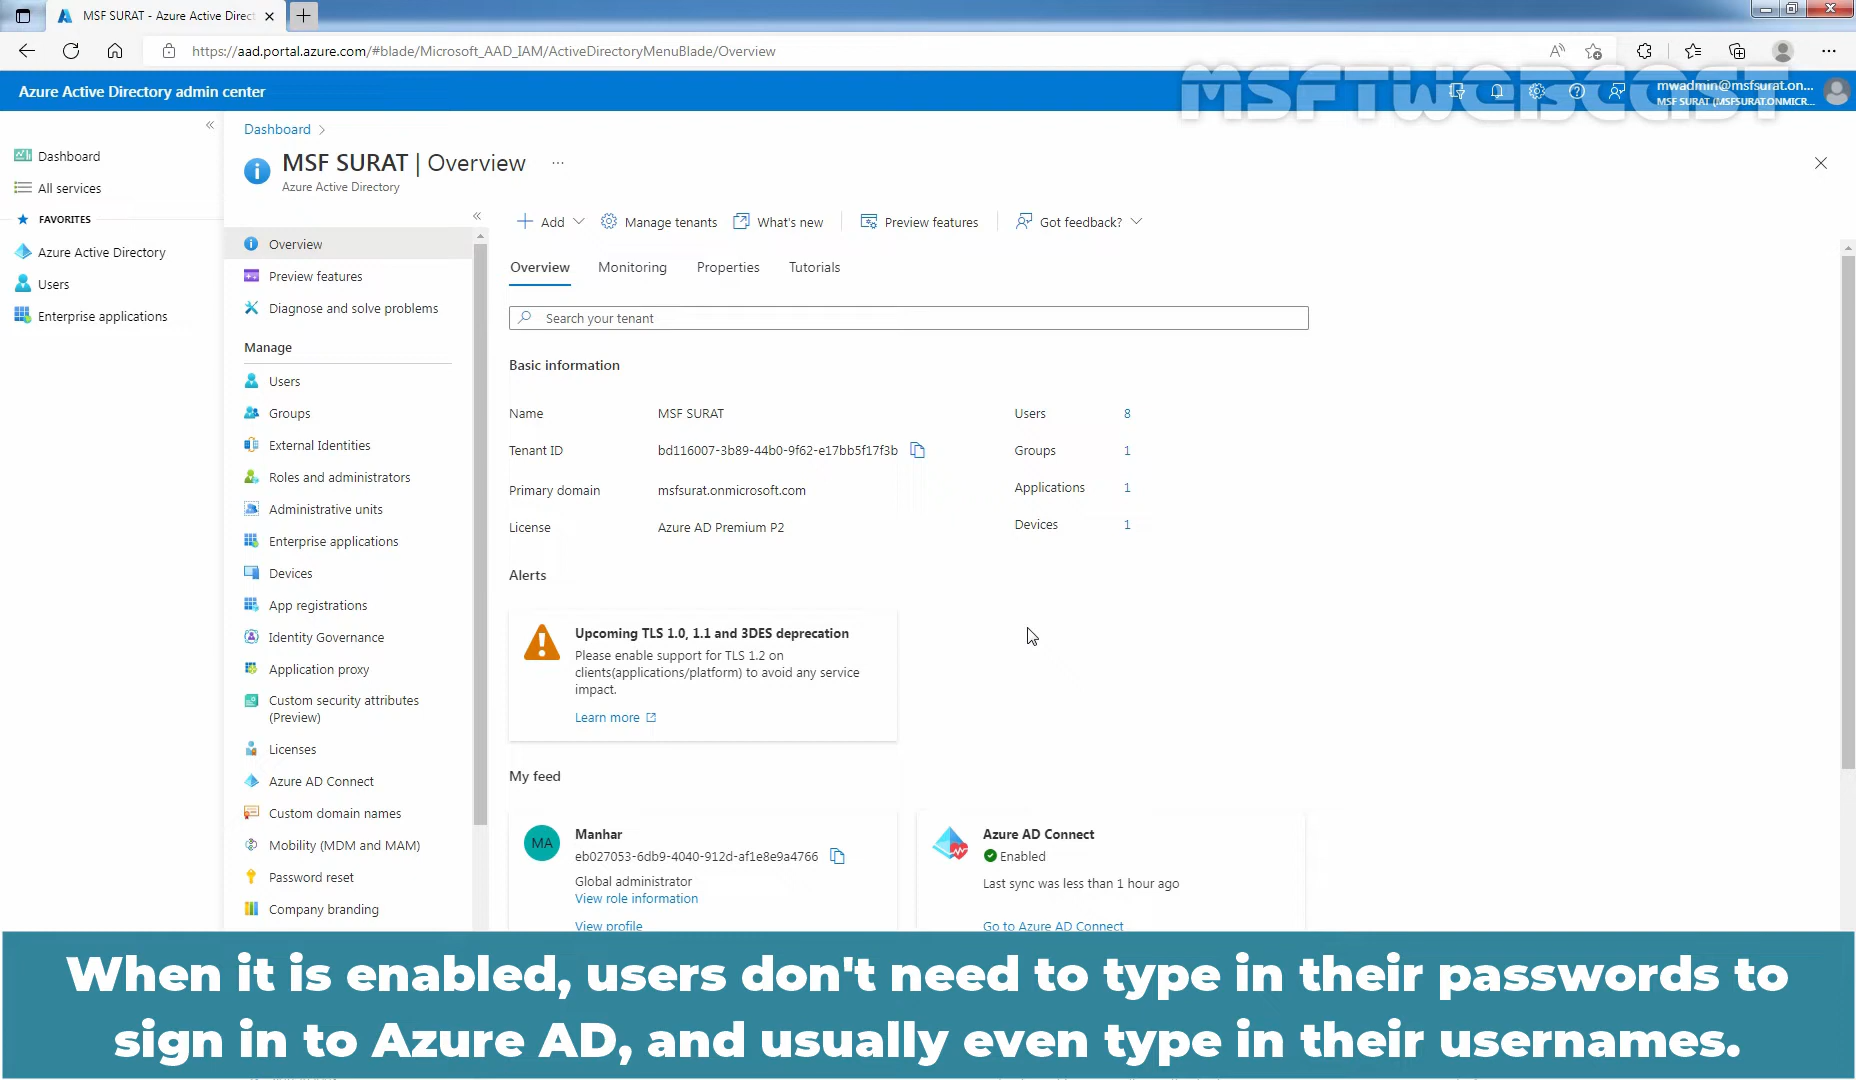 MSF SURAT - Azure Active Direct
https://aad.portal.azure.com/#blade/Microsoft_AAD_IAM/ActiveDirectoryMenuBlade/Overview
Azure Active Directory admin center
MSFTWEBCAST
mwadmin@msfsurat.on...
MSF SURAT (MSFSURAT.ONMICR...
Dashboard
All services
FAVORITES
Azure Active Directory
Users
Enterprise applications
Dashboard
MSF SURAT | Overview
Azure Active Directory
Overview
Preview features
Diagnose and solve problems
Manage
Users
Groups
External Identities
Roles and administrators
Administrative units
Enterprise applications
Devices
App registrations
Identity Governance
Application proxy
Custom security attributes
(Preview)
Licenses
Azure AD Connect
Custom domain names
Mobility (MDM and MAM)
Password reset
Company branding
Add
Manage tenants
What's new
Preview features
Got feedback?
Overview Monitoring Properties Tutorials
Search your tenant
Basic information
Name MSF SURAT
Tenant ID bd116007-3b89-44b0-9f62-e17bb5f17f3b
Primary domain msfsurat.onmicrosoft.com
License Azure AD Premium P2
Users 8
Groups 1
Applications 1
Devices 1
Alerts
Upcoming TLS 1.0, 1.1 and 3DES deprecation
Please enable support for TLS 1.2 on
clients(applications/platform) to avoid any service
impact.
Learn more
My feed
MA
Manhar
eb027053-6db9-4040-912d-af1e8e9a4766
Global administrator
View role information
View profile
Azure AD Connect
Enabled
Last sync was less than 1 hour ago
Go to Azure AD Connect
When it is enabled, users don't need to type in their passwords to
sign in to Azure AD, and usually even type in their usernames.